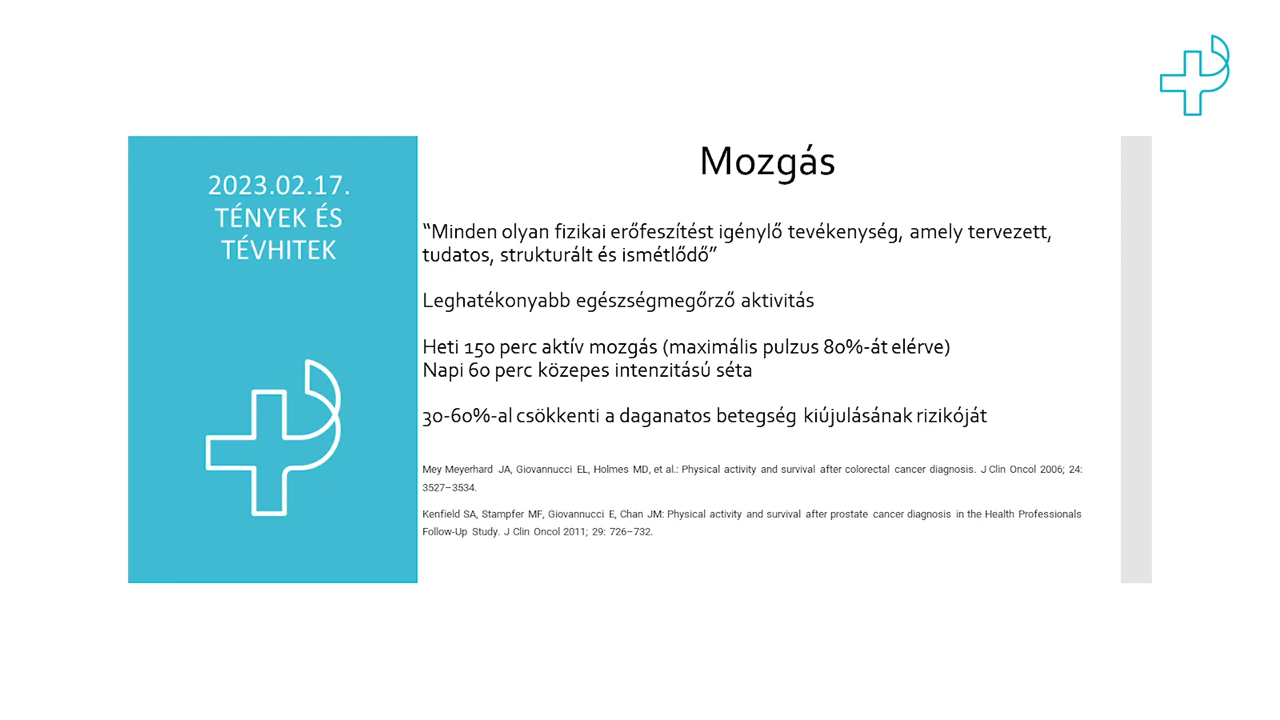 2023.02.17.
TÉNYEK ÉS
TÉVHITEK
Mozgás
“Minden olyan fizikai erőfeszítést igénylő tevékenység, amely tervezett,
tudatos, strukturált és ismétlődő”
Leghatékonyabb egészségmegőrző aktivitás
Heti 150 perc aktív mozgás (maximális pulzus 80%-át elérve)
Napi 60 perc közepes intenzitású séta
30-60%-al csökkenti a daganatos betegség kiújulásának rizikóját
Mey Meyerhard JA, Giovannucci EL, Holmes MD, et al.: Physical activity and survival after colorectal cancer diagnosis. J Clin Oncol 2006; 24:
3527–3534.
Kenfield SA, Stampfer MF, Giovannucci E, Chan JM: Physical activity and survival after prostate cancer diagnosis in the Health Professionals
Follow-Up Study. J Clin Oncol 2011; 29: 726–732.